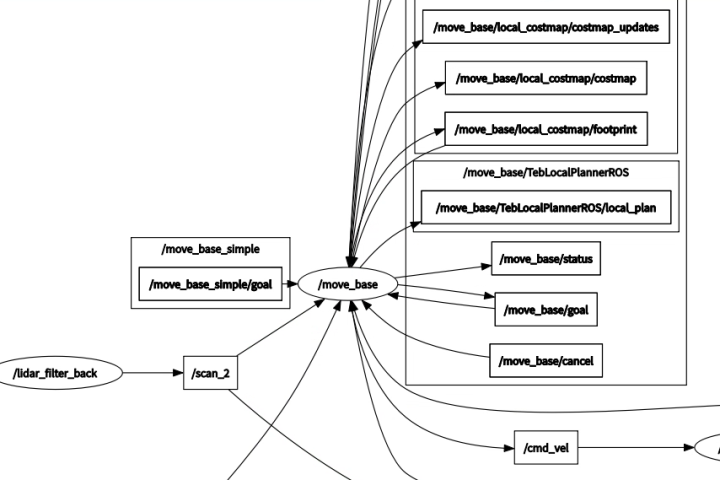 /move_base/local_costmap/costmap_updates
/move_base/local_costmap/costmap
/move_base/local_costmap/footprint
/move_base/TebLocalPlannerROS
/move_base/TebLocalPlannerROS/local_plan
/move_base_simple
/move_base_simple/goal
/move_base
/move_base/status
/move_base/goal
/move_base/cancel
/lidar_filter_back
/scan_2
/cmd_vel